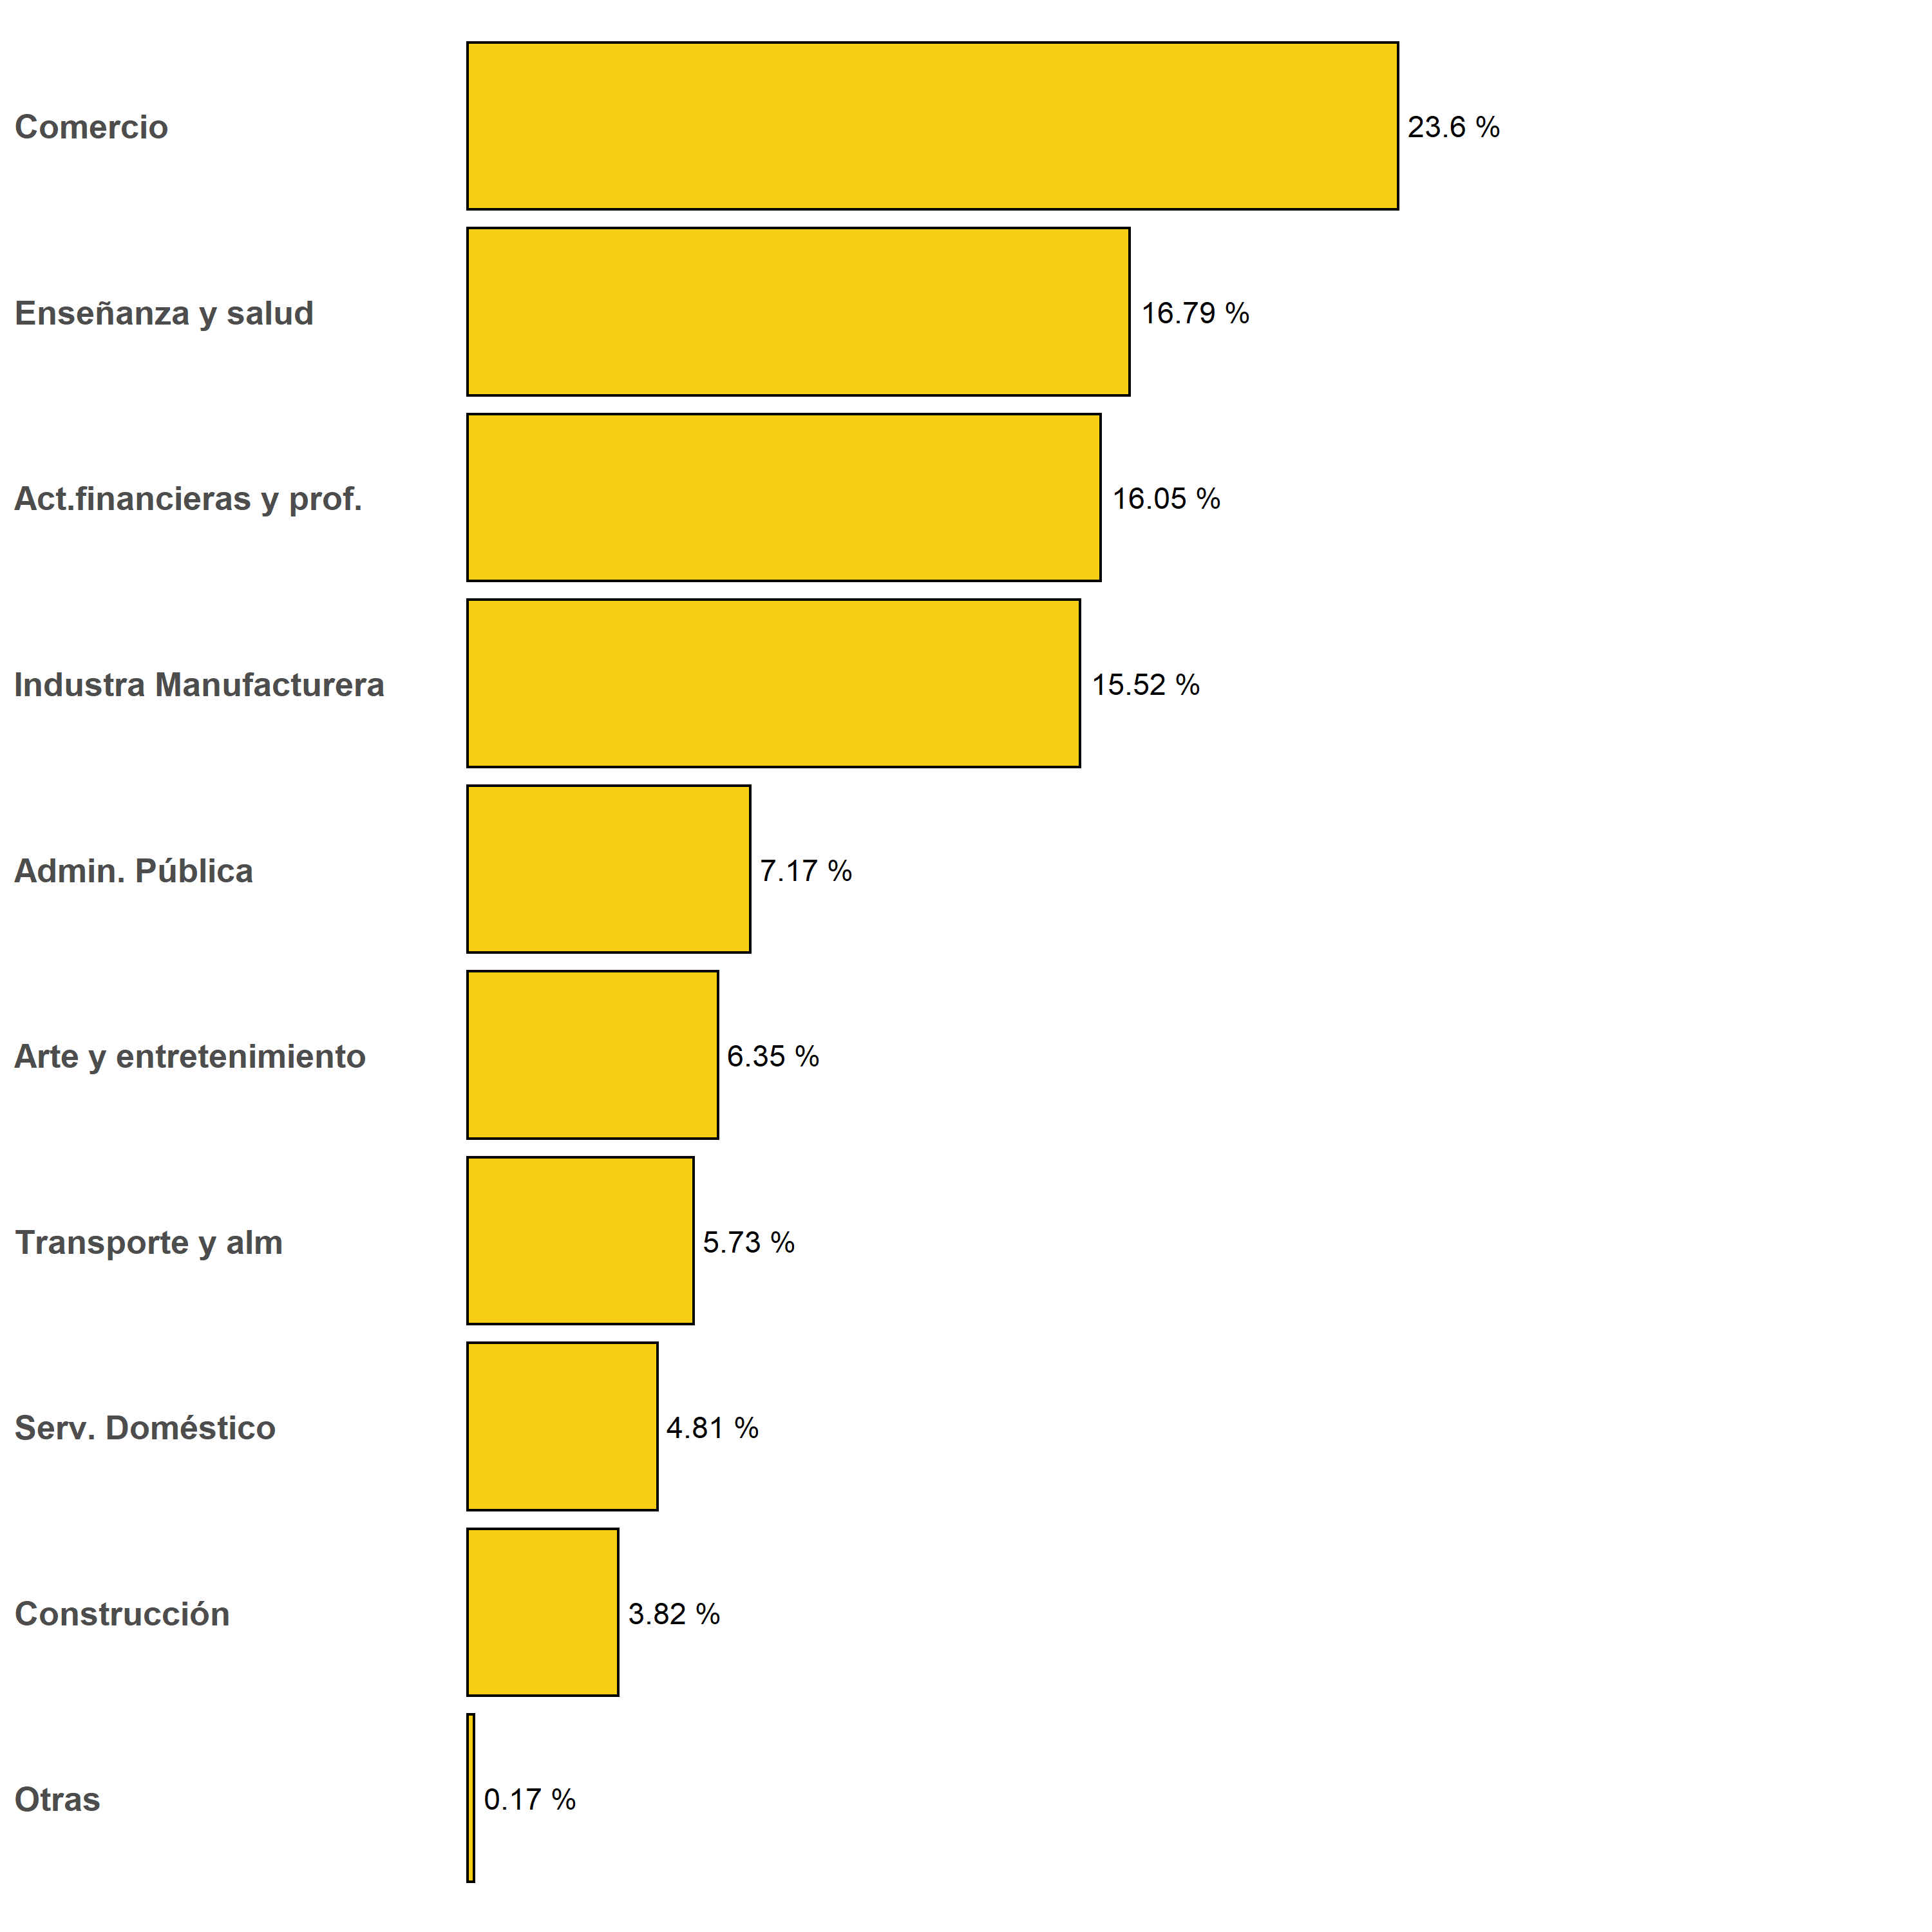 Comercio 23.6 %
Enseñanza y salud 16.79 %
Act.financieras y prof. 16.05 %
Industra Manufacturera 15.52 %
Admin. Pública 7.17 %
Arte y entretenimiento 6.35 %
Transporte y alm 5.73 %
Serv. Doméstico 4.81 %
Construcción 3.82 %
Otras 0.17 %